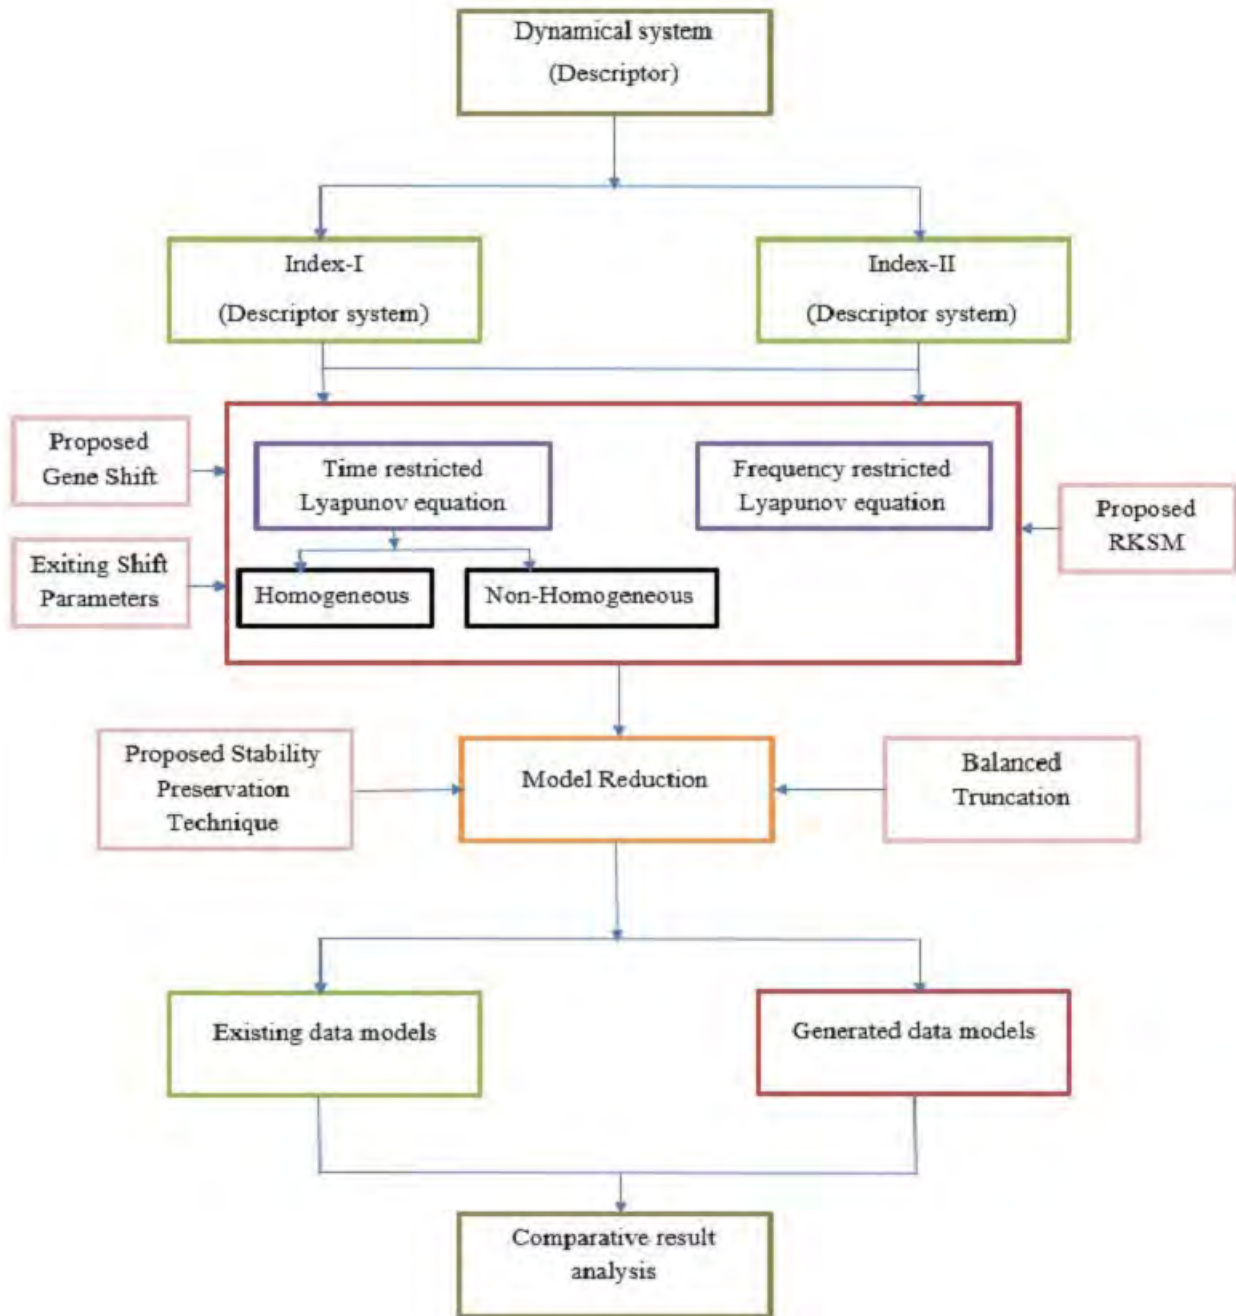 Dynamical system
(Descriptor)
Index-I
(Descriptor system)
Index-II
(Descriptor system)
Proposed
Gene Shift
Time restricted
Lyapunov equation
Frequency restricted
Lyapunov equation
Proposed
RKSM
Exiting Shift
Parameters
Homogeneous
Non-Homogeneous
Proposed Stability
Preservation
Technique
Model Reduction
Balanced
Truncation
Existing data models
Generated data models
Comparative result
analysis